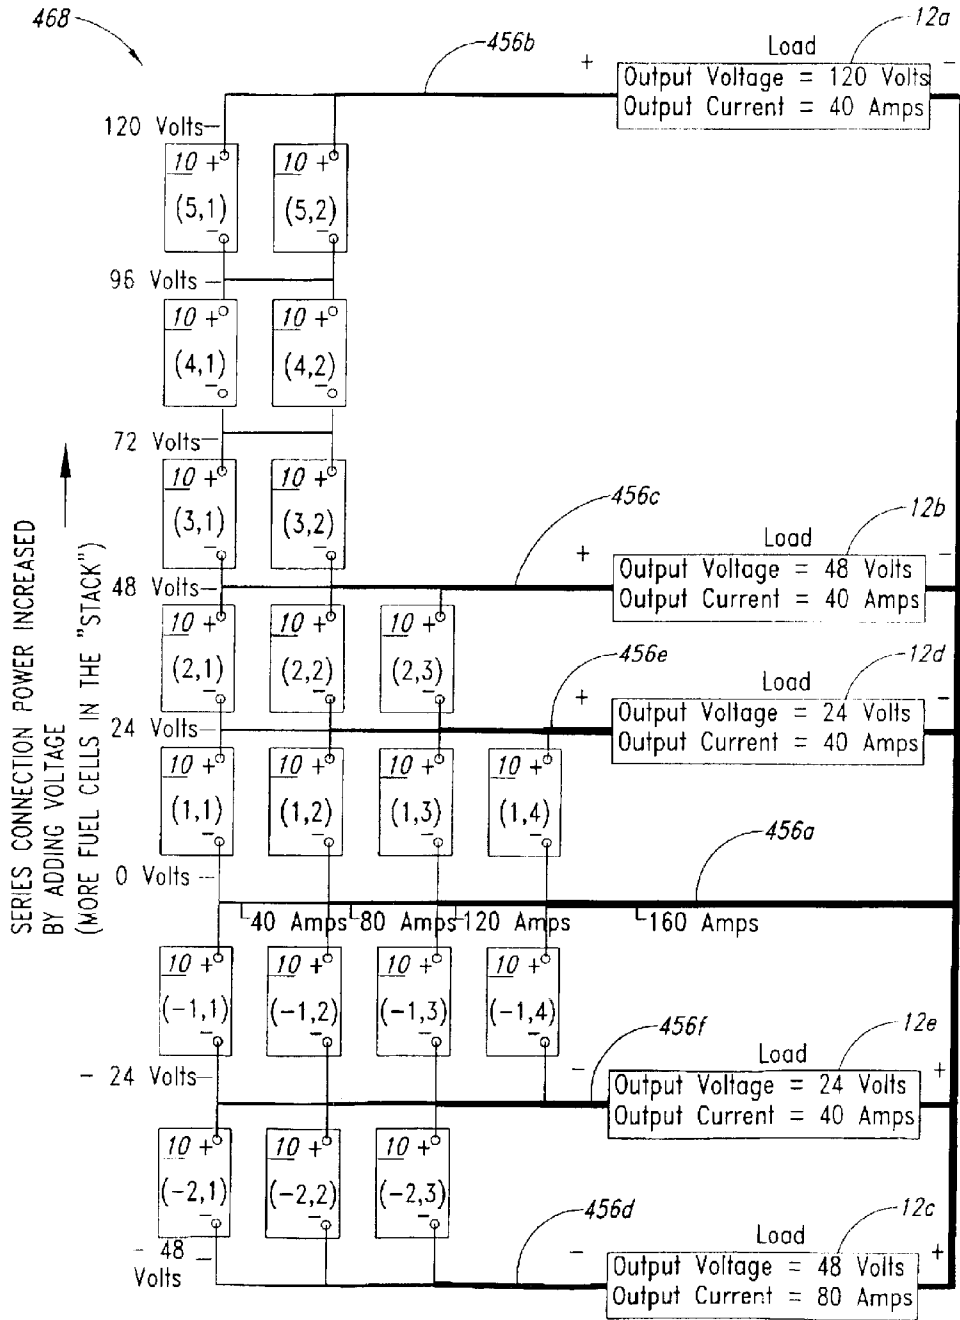 468
456b
12a
Load
+ -
Output Voltage = 120 Volts
Output Current = 40 Amps
120 Volts
10 + 10 +
(5,1) (5,2)
- -
96 Volts
10 + 10 +
(4,1) (4,2)
- -
72 Volts
10 + 10 +
(3,1) (3,2)
- -
456c
12b
Load
+ -
Output Voltage = 48 Volts
Output Current = 40 Amps
48 Volts
10 + 10 + 10 +
(2,1) (2,2) (2,3)
- - -
456e
12d
Load
+ -
Output Voltage = 24 Volts
Output Current = 40 Amps
24 Volts
10 + 10 + 10 + 10 +
(1,1) (1,2) (1,3) (1,4)
- - - -
456a
0 Volts
40 Amps 80 Amps 120 Amps 160 Amps
10 + 10 + 10 + 10 +
(-1,1) (-1,2) (-1,3) (-1,4)
- - - -
456f
12e
Load
- +
Output Voltage = 24 Volts
Output Current = 40 Amps
- 24 Volts
10 + 10 + 10 +
(-2,1) (-2,2) (-2,3)
- - -
456d
12c
Load
- +
Output Voltage = 48 Volts
Output Current = 80 Amps
- 48
Volts
SERIES CONNECTION POWER INCREASED
BY ADDING VOLTAGE
(MORE FUEL CELLS IN THE "STACK")